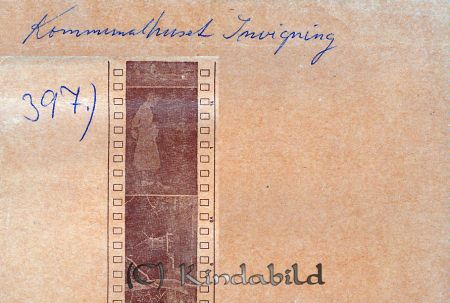 Kommunalhuset Invigning
397.)
(C) Kindabild